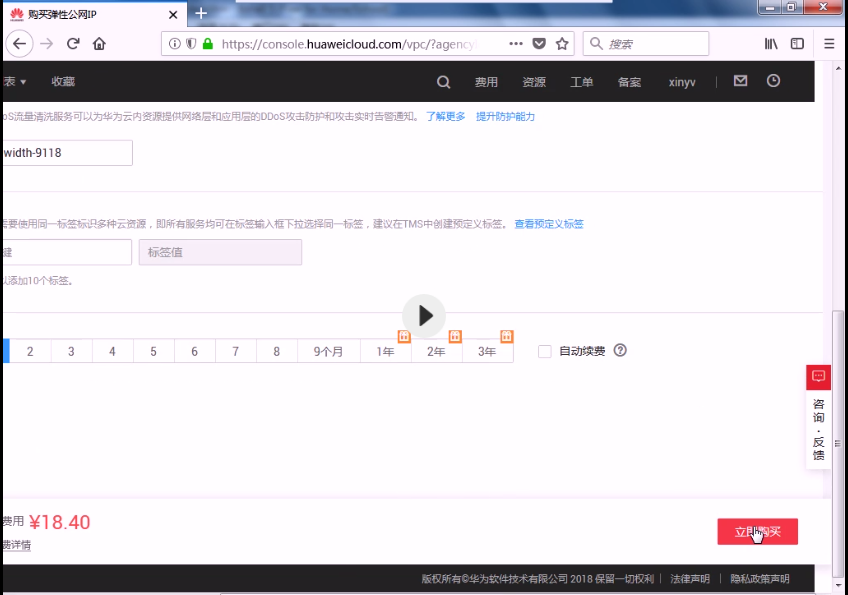 购买弹性公网IP
https://console.huaweicloud.com/vpc/?agency
搜索
表 收藏 费用 资源 工单 备案 xinyv
oS流量清洗服务可以为华为云内资源提供网络层和应用层的DDoS攻击防护和攻击实时告警通知。 了解更多 提升防护能力
width-9118
需要使用同一标签标识多种云资源，即所有服务均可在标签输入框下拉选择同一标签，建议在TMS中创建预定义标签。 查看预定义标签
键 标签值
以添加10个标签。
2 3 4 5 6 7 8 9个月 1年 2年 3年 自动续费
咨询·反馈
费用 ¥18.40
立即购买
费详情
版权所有©华为软件技术有限公司 2018 保留一切权利 | 法律声明 | 隐私政策声明